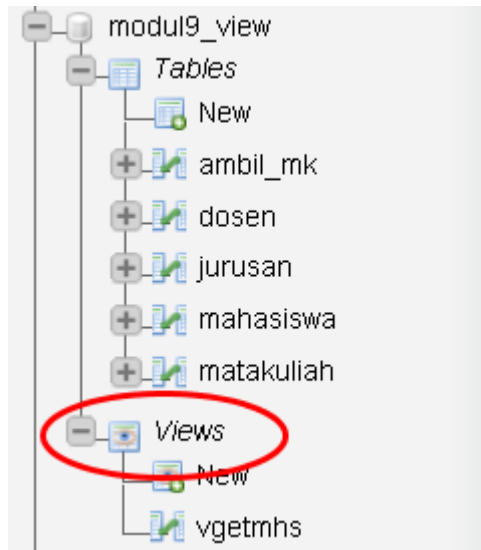 modul9_view
Tables
New
ambil_mk
dosen
jurusan
mahasiswa
matakuliah
Views
New
vgetmhs